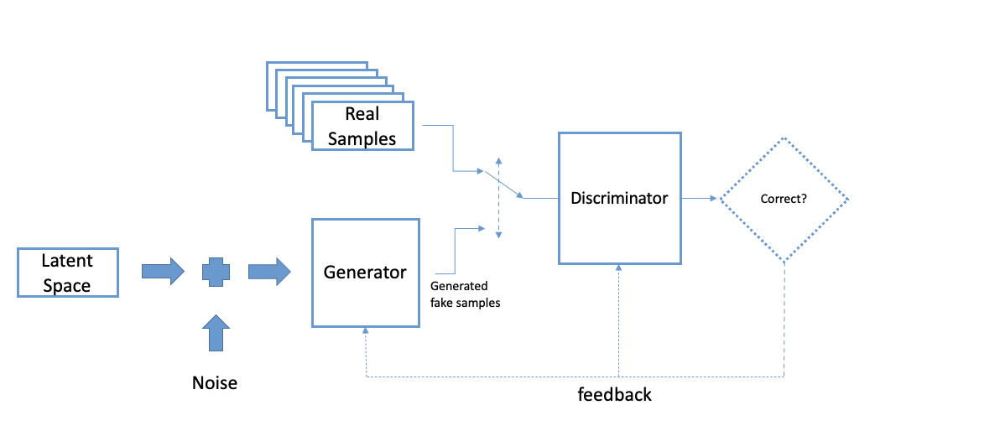 Real
Samples
Discriminator
Correct?
Latent
Space
Generator
Generated
fake samples
Noise
feedback